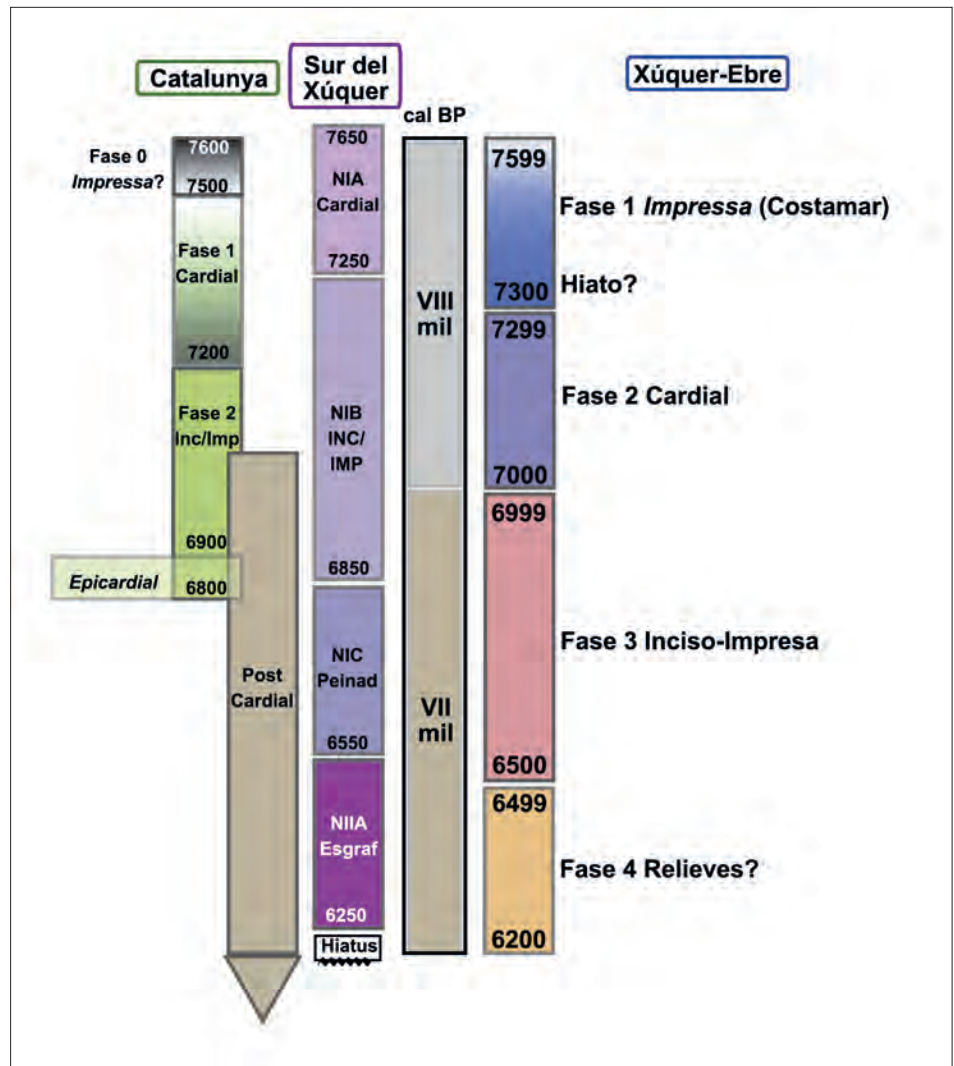 Catalunya
Sur del
Xúquer
Xúquer-Ebre
cal BP
Fase 0
Impressa?
7600
7500
Fase 1
Cardial
7200
Fase 2
Inc/Imp
6900
Epicardial
6800
Post
Cardial
7650
NIA
Cardial
7250
NIB
INC/
IMP
6850
NIC
Peinad
6550
NIIA
Esgraf
6250
Hiatus
VIII
mil
VII
mil
7599
Fase 1 Impressa (Costamar)
7300
Hiato?
7299
Fase 2 Cardial
7000
6999
Fase 3 Inciso-Impresa
6500
6499
Fase 4 Relieves?
6200